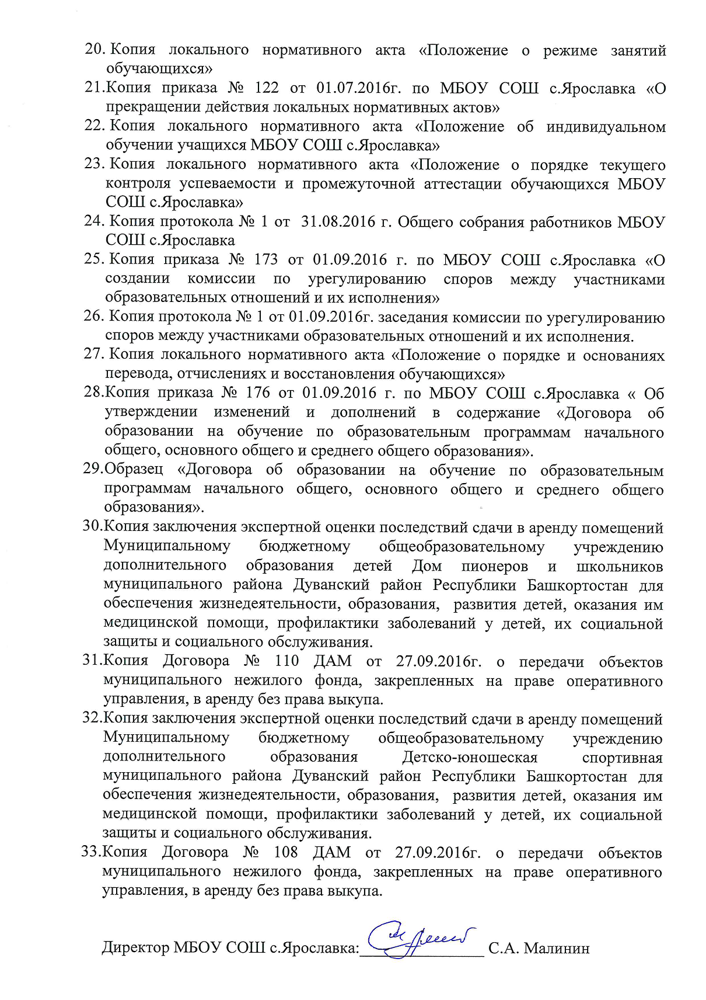 20. Копия локального нормативного акта «Положение о режиме занятий
обучающихся»
21.Копия приказа № 122 от 01.07.2016г. по МБОУ СОШ с.Ярославка «О
прекращении действия локальных нормативных актов»
22. Копия локального нормативного акта «Положение об индивидуальном
обучении учащихся МБОУ СОШ с.Ярославка»
23. Копия локального нормативного акта «Положение о порядке текущего
контроля успеваемости и промежуточной аттестации обучающихся МБОУ
СОШ с.Ярославка»
24. Копия протокола № 1 от 31.08.2016 г. Общего собрания работников МБОУ
СОШ с.Ярославка
25. Копия приказа № 173 от 01.09.2016 г. по МБОУ СОШ с.Ярославка «О
создании комиссии по урегулированию споров между участниками
образовательных отношений и их исполнения»
26. Копия протокола № 1 от 01.09.2016г. заседания комиссии по урегулированию
споров между участниками образовательных отношений и их исполнения.
27. Копия локального нормативного акта «Положение о порядке и основаниях
перевода, отчислениях и восстановления обучающихся»
28.Копия приказа № 176 от 01.09.2016 г. по МБОУ СОШ с.Ярославка « Об
утверждении изменений и дополнений в содержание «Договора об
образовании на обучение по образовательным программам начального
общего, основного общего и среднего общего образования».
29.Образец «Договора об образовании на обучение по образовательным
программам начального общего, основного общего и среднего общего
образования».
30.Копия заключения экспертной оценки последствий сдачи в аренду помещений
Муниципальному бюджетному общеобразовательному учреждению
дополнительного образования детей Дом пионеров и школьников
муниципального района Дуванский район Республики Башкортостан для
обеспечения жизнедеятельности, образования, развития детей, оказания им
медицинской помощи, профилактики заболеваний у детей, их социальной
защиты и социального обслуживания.
31.Копия Договора № 110 ДАМ от 27.09.2016г. о передачи объектов
муниципального нежилого фонда, закрепленных на праве оперативного
управления, в аренду без права выкупа.
32.Копия заключения экспертной оценки последствий сдачи в аренду помещений
Муниципальному бюджетному общеобразовательному учреждению
дополнительного образования Детско-юношеская спортивная
муниципального района Дуванский район Республики Башкортостан для
обеспечения жизнедеятельности, образования, развития детей, оказания им
медицинской помощи, профилактики заболеваний у детей, их социальной
защиты и социального обслуживания.
33.Копия Договора № 108 ДАМ от 27.09.2016г. о передачи объектов
муниципального нежилого фонда, закрепленных на праве оперативного
управления, в аренду без права выкупа.
Директор МБОУ СОШ с.Ярославка:_______________ С.А. Малинин